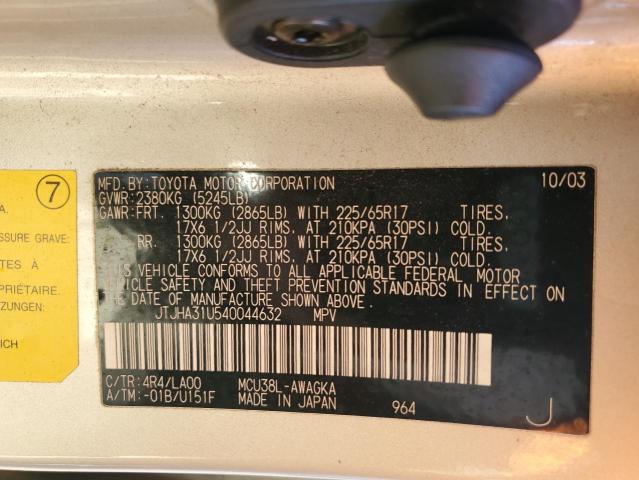 7
A.
SSURE GRAVE:
TES À
PRIÉTAIRE.
ICH
MFD.BY:TOYOTA MOTOR CORPORATION 10/03
GVWR:2380KG (5245LB)
GAWR:FRT. 1300KG (2865LB) WITH 225/65R17 TIRES,
17X6 1/2JJ RIMS, AT 210KPA (30PSI) COLD.
RR. 1300KG (2865LB) WITH 225/65R17 TIRES,
17X6 1/2JJ RIMS, AT 210KPA (30PSI) COLD.
THIS VEHICLE CONFORMS TO ALL APPLICABLE FEDERAL MOTOR
VEHICLE SAFETY AND THEFT PREVENTION STANDARDS IN EFFECT ON
THE DATE OF MANUFACTURE SHOWN ABOVE.
JTJHA31U540044632 MPV
C/TR: 4R4/LA00 MCU38L-AWAGKA
A/TM: -01B/U151F MADE IN JAPAN 964 J